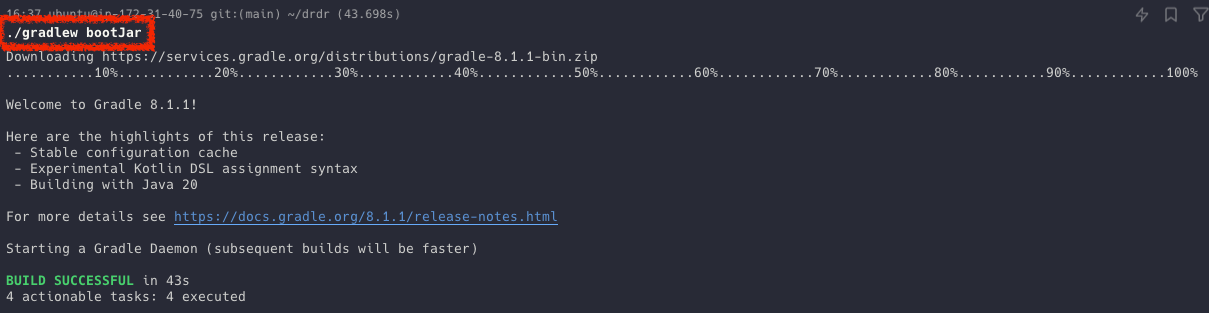 16:37 ubuntu@ip-172-31-40-75 git:(main) ~/drdr (43.698s)
./gradlew bootJar
Downloading https://services.gradle.org/distributions/gradle-8.1.1-bin.zip
...........10%............20%............30%............40%............50%............60%............70%............80%............90%............100%
Welcome to Gradle 8.1.1!
Here are the highlights of this release:
- Stable configuration cache
- Experimental Kotlin DSL assignment syntax
- Building with Java 20
For more details see https://docs.gradle.org/8.1.1/release-notes.html
Starting a Gradle Daemon (subsequent builds will be faster)
BUILD SUCCESSFUL in 43s
4 actionable tasks: 4 executed